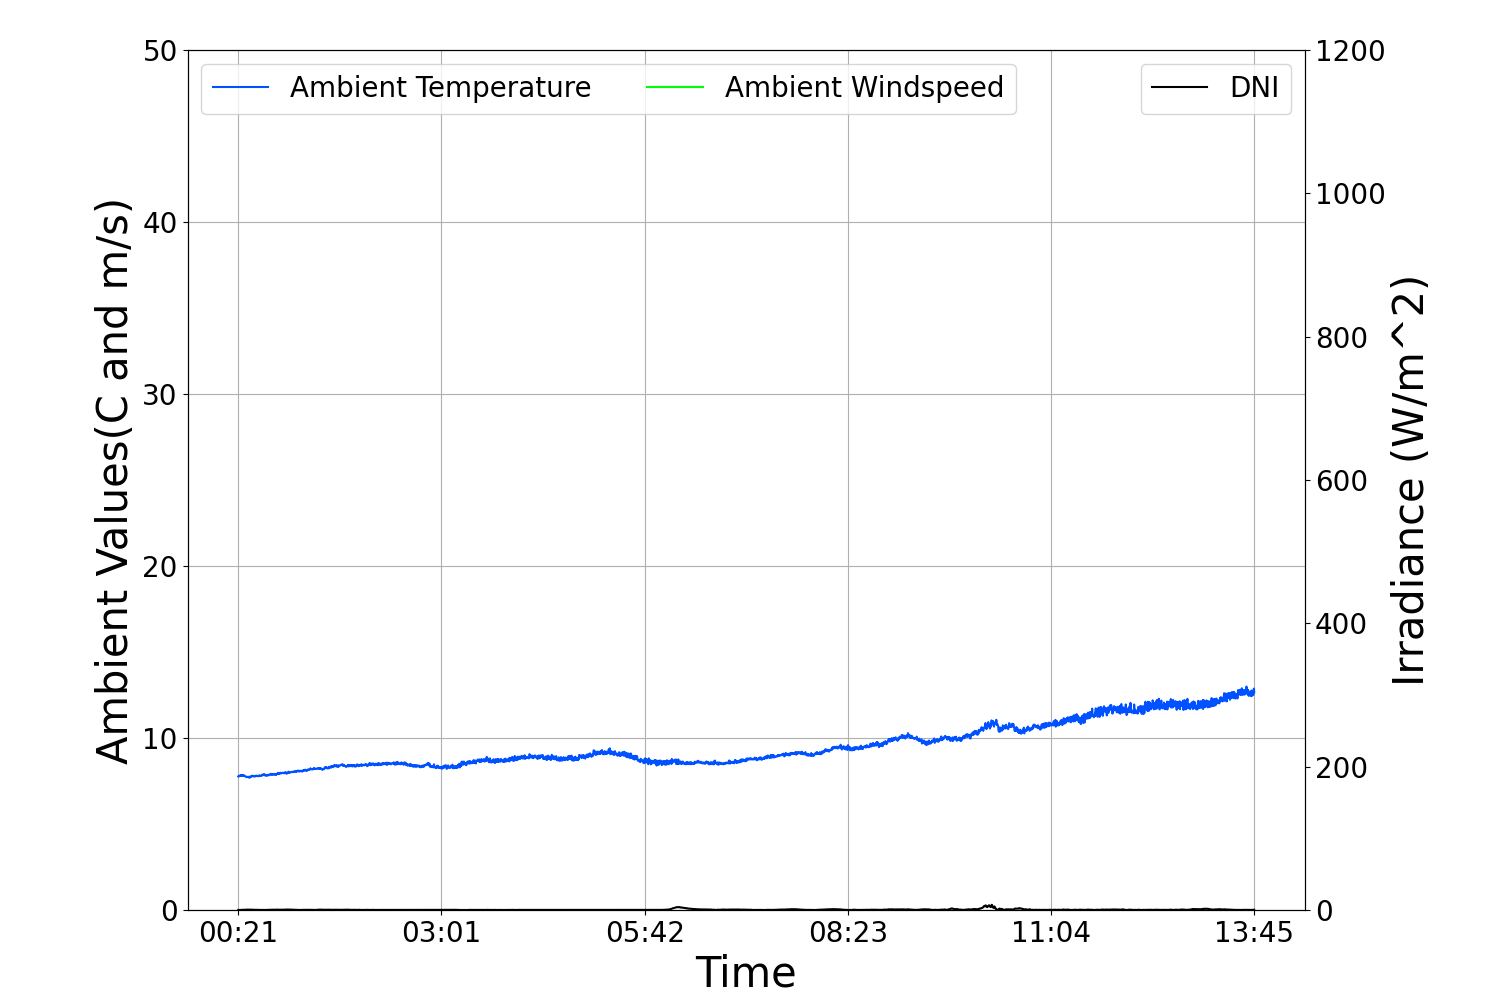 50
1200
Ambient Temperature
Ambient Windspeed
DNI
1000
40
800
30
600
20
400
10
200
0
0
Ambient Values(C and m/s)
Irradiance (W/m^2)
00:21 03:01 05:42 08:23 11:04 13:45
Time